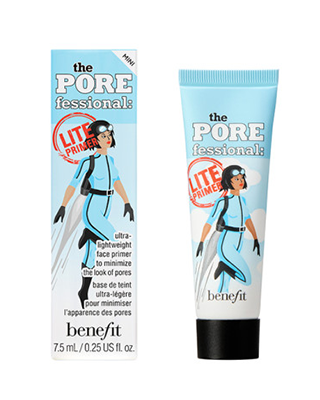 MINI
the
PORE
fessional:
LITE
PRIMER
ultra-
lightweight
face primer
to minimize
the look of pores
base de teint
ultra-légère
pour minimiser
l'apparence des pores
benefit
7.5 mL / 0.25 US fl. oz.
the
PORE
fessional:
LITE
PRIMER
benefit